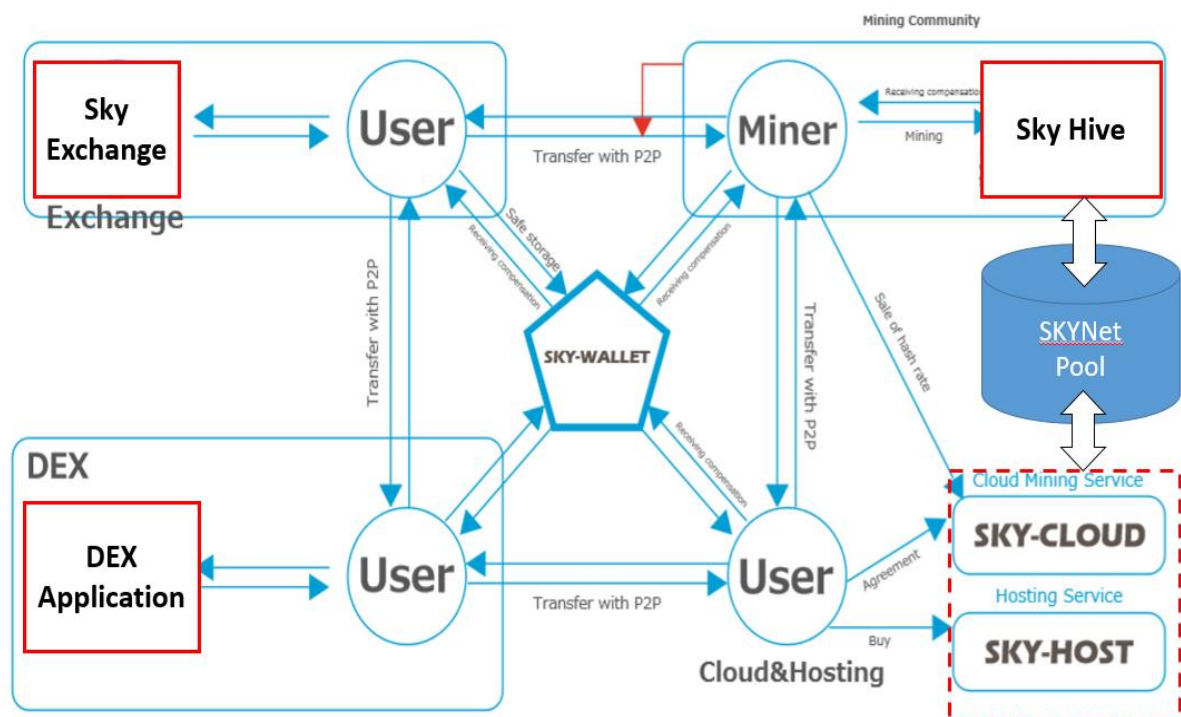 Mining Community
Sky
Exchange
User
Miner
Receiving compensation
Mining
Sky Hive
Transfer with P2P
Exchange
Safe storage
Receiving compensation
Receiving compensation
Transfer with P2P
SKY-WALLET
Transfer with P2P
Sale of hash rate
SKYNet
Pool
Receiving compensation
DEX
DEX
Application
User
Transfer with P2P
User
Cloud&Hosting
Agreement
Buy
Cloud Mining Service
SKY-CLOUD
Hosting Service
SKY-HOST